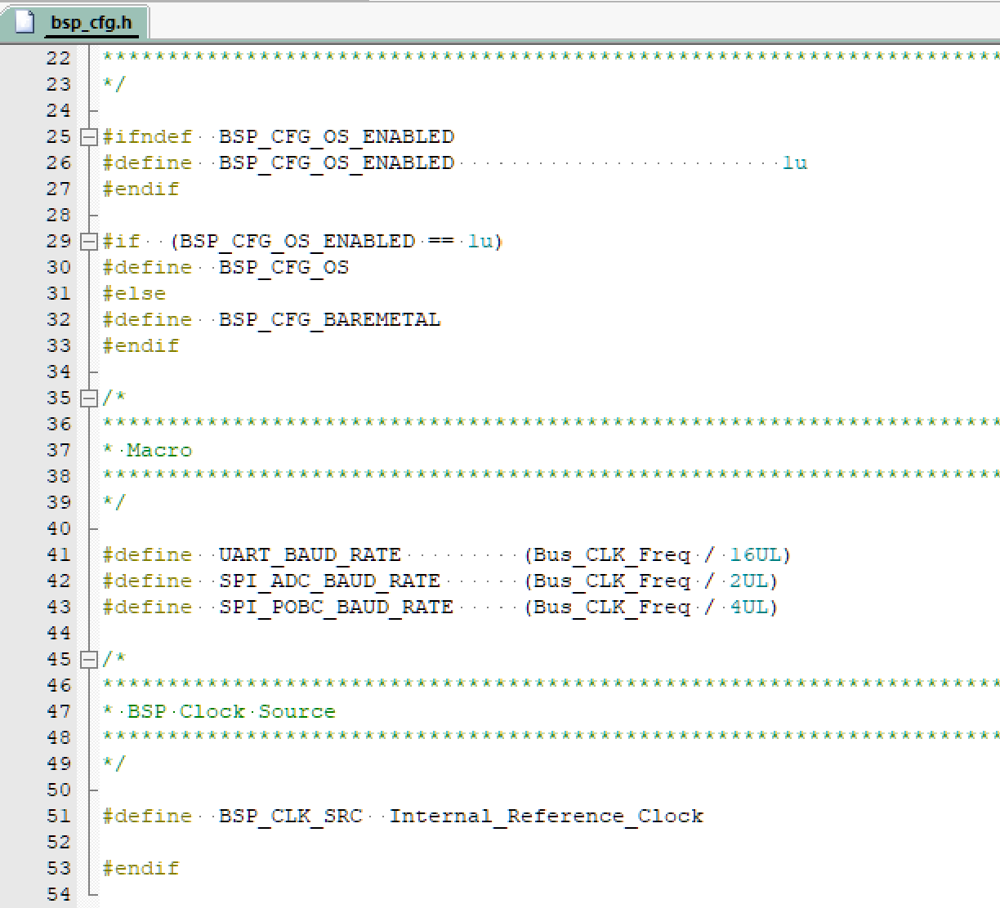 bsp_cfg.h
22 *********************************************************************
23 */
24
25 #ifndef  BSP_CFG_OS_ENABLED
26 #define  BSP_CFG_OS_ENABLED                         1u
27 #endif
28
29 #if  (BSP_CFG_OS_ENABLED == 1u)
30 #define  BSP_CFG_OS
31 #else
32 #define  BSP_CFG_BAREMETAL
33 #endif
34
35 /*
36 *********************************************************************
37 * Macro
38 *********************************************************************
39 */
40
41 #define  UART_BAUD_RATE         (Bus_CLK_Freq / 16UL)
42 #define  SPI_ADC_BAUD_RATE      (Bus_CLK_Freq / 2UL)
43 #define  SPI_POBC_BAUD_RATE     (Bus_CLK_Freq / 4UL)
44
45 /*
46 *********************************************************************
47 * BSP Clock Source
48 *********************************************************************
49 */
50
51 #define  BSP_CLK_SRC  Internal_Reference_Clock
52
53 #endif
54